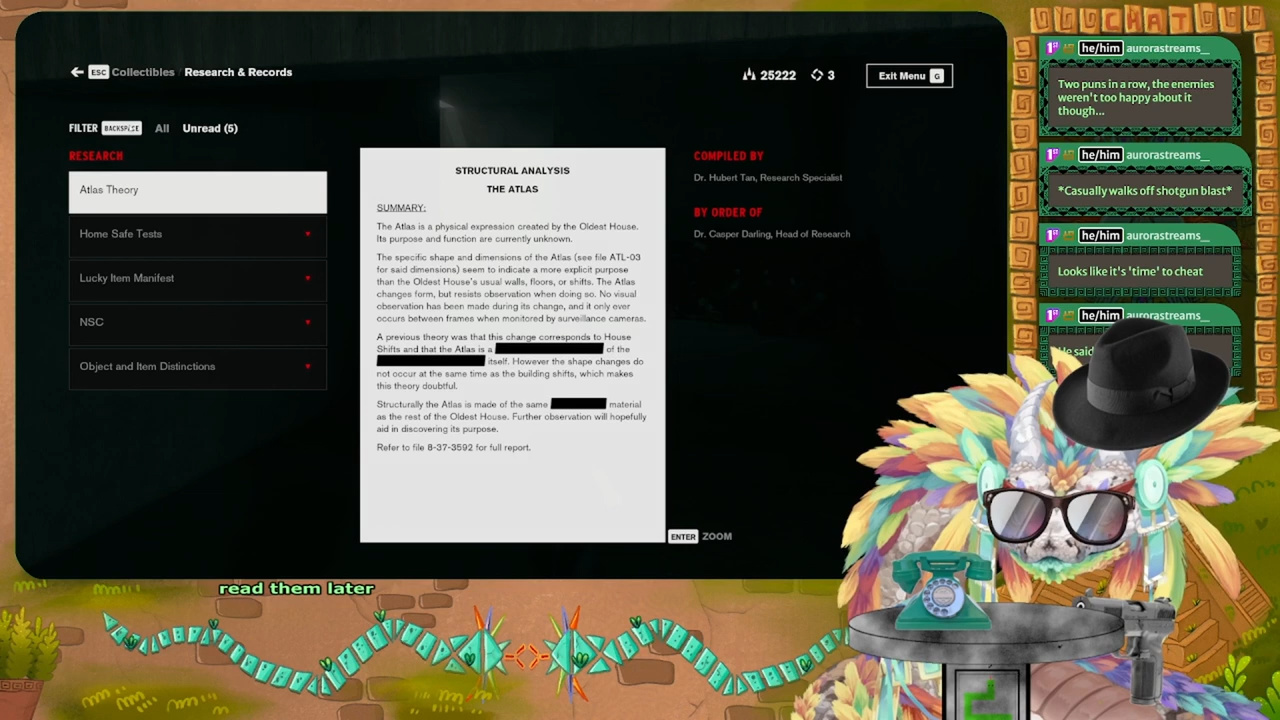 ESC Collectibles / Research & Records
25222 3
Exit Menu G
FILTER BACKSPACE All Unread (5)
RESEARCH
Atlas Theory
Home Safe Tests
Lucky Item Manifest
NSC
Object and Item Distinctions
STRUCTURAL ANALYSIS
THE ATLAS
SUMMARY:
The Atlas is a physical expression created by the Oldest House.
Its purpose and function are currently unknown.
The specific shape and dimensions of the Atlas (see file ATL-03
for said dimensions) seem to indicate a more explicit purpose
than the Oldest House's usual walls, floors, or shifts. The Atlas
changes form, but resists observation when doing so. No visual
observation has been made during its change, and it only ever
occurs between frames when monitored by surveillance cameras.
A previous theory was that this change corresponds to House
Shifts and that the Atlas is a of the
itself. However the shape changes do
not occur at the same time as the building shifts, which makes
this theory doubtful.
Structurally the Atlas is made of the same material
as the rest of the Oldest House. Further observation will hopefully
aid in discovering its purpose.
Refer to file 8-37-3592 for full report.
ENTER ZOOM
COMPILED BY
Dr. Hubert Tan, Research Specialist
BY ORDER OF
Dr. Casper Darling, Head of Research
CHAT
1st he/him aurorastreams_
Two puns in a row, the enemies
weren't too happy about it
though...
1st he/him aurorastreams_
*Casually walks off shotgun blast*
1st he/him aurorastreams_
Looks like it's 'time' to cheat
1st he/him aurorastreams_
He said
read them later